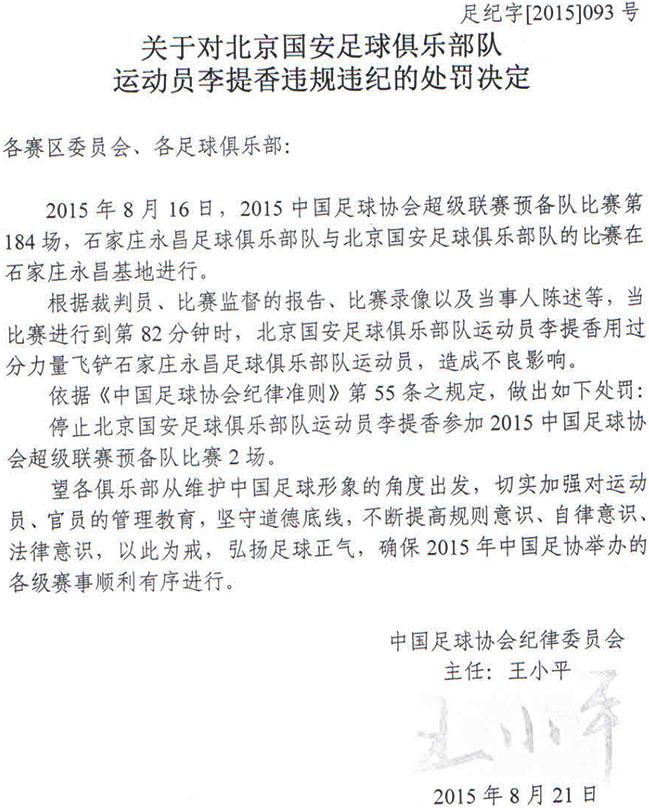 足纪字[2015]093 号
关于对北京国安足球俱乐部队
运动员李提香违规违纪的处罚决定
各赛区委员会、各足球俱乐部：
2015 年 8 月 16 日，2015 中国足球协会超级联赛预备队比赛第
184 场，石家庄永昌足球俱乐部队与北京国安足球俱乐部队的比赛在
石家庄永昌基地进行。
根据裁判员、比赛监督的报告、比赛录像以及当事人陈述等，当
比赛进行到第 82 分钟时，北京国安足球俱乐部队运动员李提香用过
分力量飞铲石家庄永昌足球俱乐部队运动员，造成不良影响。
依据《中国足球协会纪律准则》第 55 条之规定，做出如下处罚：
停止北京国安足球俱乐部队运动员李提香参加 2015 中国足球协
会超级联赛预备队比赛 2 场。
望各俱乐部从维护中国足球形象的角度出发，切实加强对运动
员、官员的管理教育，坚守道德底线，不断提高规则意识、自律意识、
法律意识，以此为戒，弘扬足球正气，确保 2015 年中国足协举办的
各级赛事顺利有序进行。
中国足球协会纪律委员会
主任：王小平
王小平
2015 年 8 月 21 日